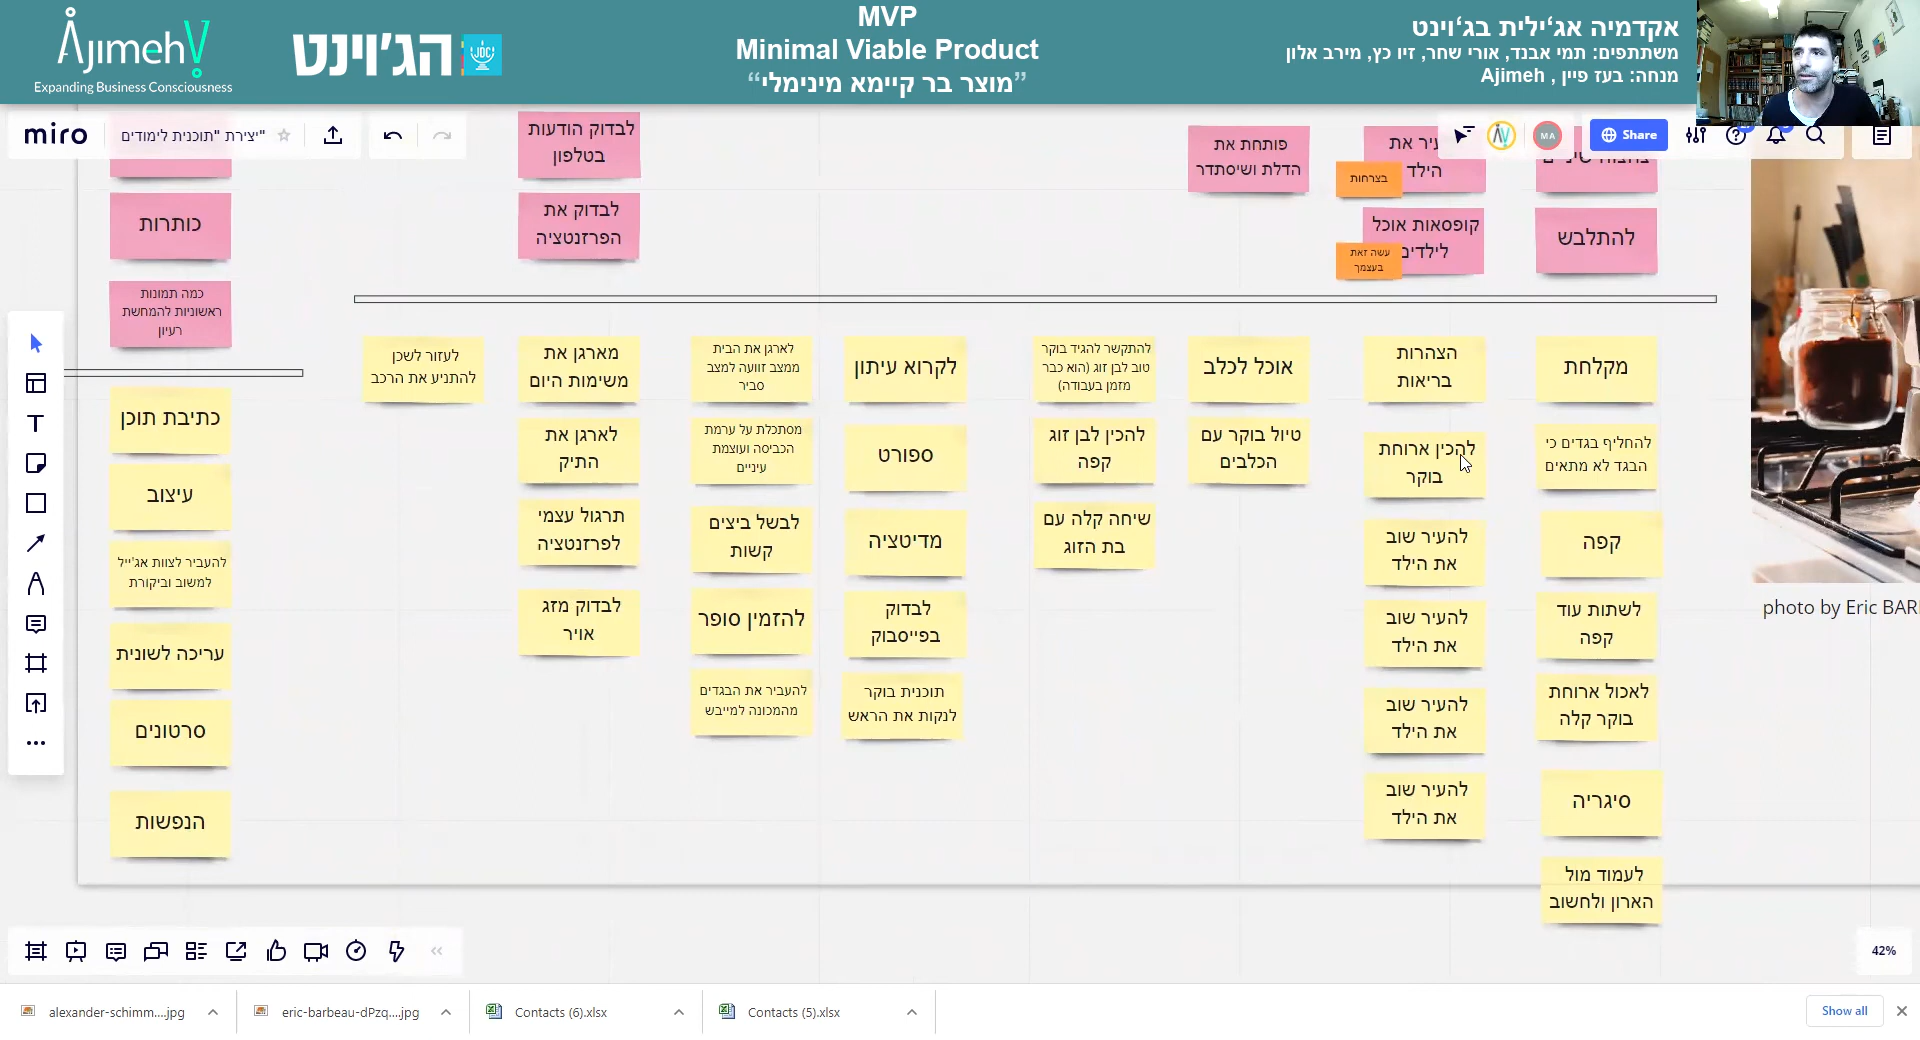 Ajimeh
Expanding Business Consciousness
הג'וינט
JDC
MVP
Minimal Viable Product
“מוצר בר קיימא מינימלי”
אקדמיה אג'ילית בג'וינט
משתתפים: תמי אבנד, אורי שחר, זיו כץ, מירב אלון
מנחה: בעז פיין , Ajimeh
miro
יצירת "תוכנית לימודים"
MA
Share
כותרות
כמה תמונות
ראשוניות להמחשת
רעיון
לבדוק הודעות
בטלפון
לבדוק את
הפרזנטציה
פותחת את
הדלת ושיסתדר
את
הילד
בצרחות
קופסאות אוכל
לילדים
עשה זאת
בעצמך
להתלבש
לעזור לשכן
להתניע את הרכב
מארגן את
משימות היום
לארגן את
התיק
תרגול עצמי
לפרזנטציה
לבדוק מזג
אויר
לארגן את הבית
ממצב זוועה למצב
סביר
מסתכלת על ערמת
הכביסה ועוצמת
עיניים
לבשל ביצים
קשות
להזמין סופר
להעביר את הבגדים
מהמכונה למייבש
לקרוא עיתון
ספורט
מדיטציה
לבדוק
בפייסבוק
תוכנית בוקר
לנקות את הראש
להתקשר להגיד בוקר
טוב לבן זוג (הוא כבר
מזמן בעבודה)
להכין לבן זוג
קפה
שיחה קלה עם
בת הזוג
אוכל לכלב
טיול בוקר עם
הכלבים
הצהרות
בריאות
להכין ארוחת
בוקר
להעיר שוב
את הילד
להעיר שוב
את הילד
להעיר שוב
את הילד
להעיר שוב
את הילד
מקלחת
להחליף בגדים כי
הבגד לא מתאים
קפה
לשתות עוד
קפה
לאכול ארוחת
בוקר קלה
סיגריה
לעמוד מול
הארון ולחשוב
כתיבת תוכן
עיצוב
להעביר לצוות אג'ייל
למשוב וביקורת
עריכה לשונית
סרטונים
הנפשות
photo by Eric BAR
42%
alexander-schimm....jpg
eric-barbeau-dPzq....jpg
Contacts (6).xlsx
Contacts (5).xlsx
Show all